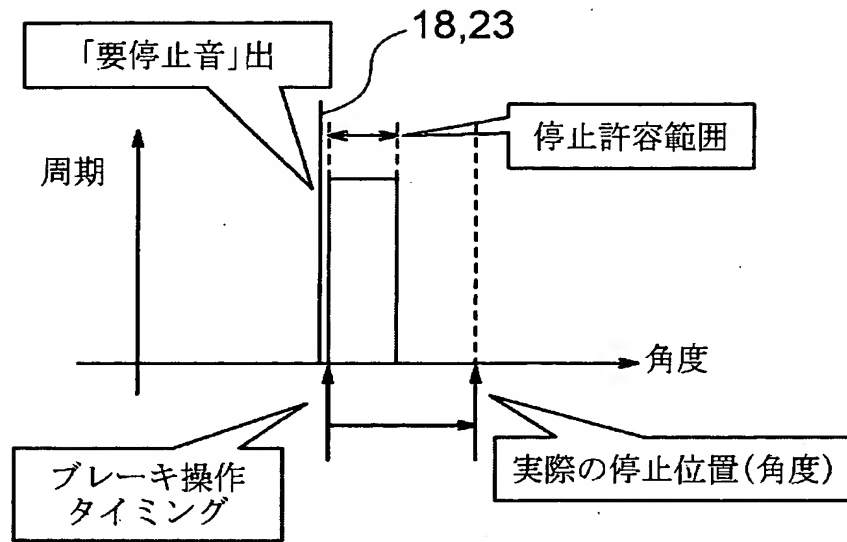 18,23
「要停止音」出
停止許容範囲
周期
角度
ブレーキ操作
タイミング
実際の停止位置(角度)